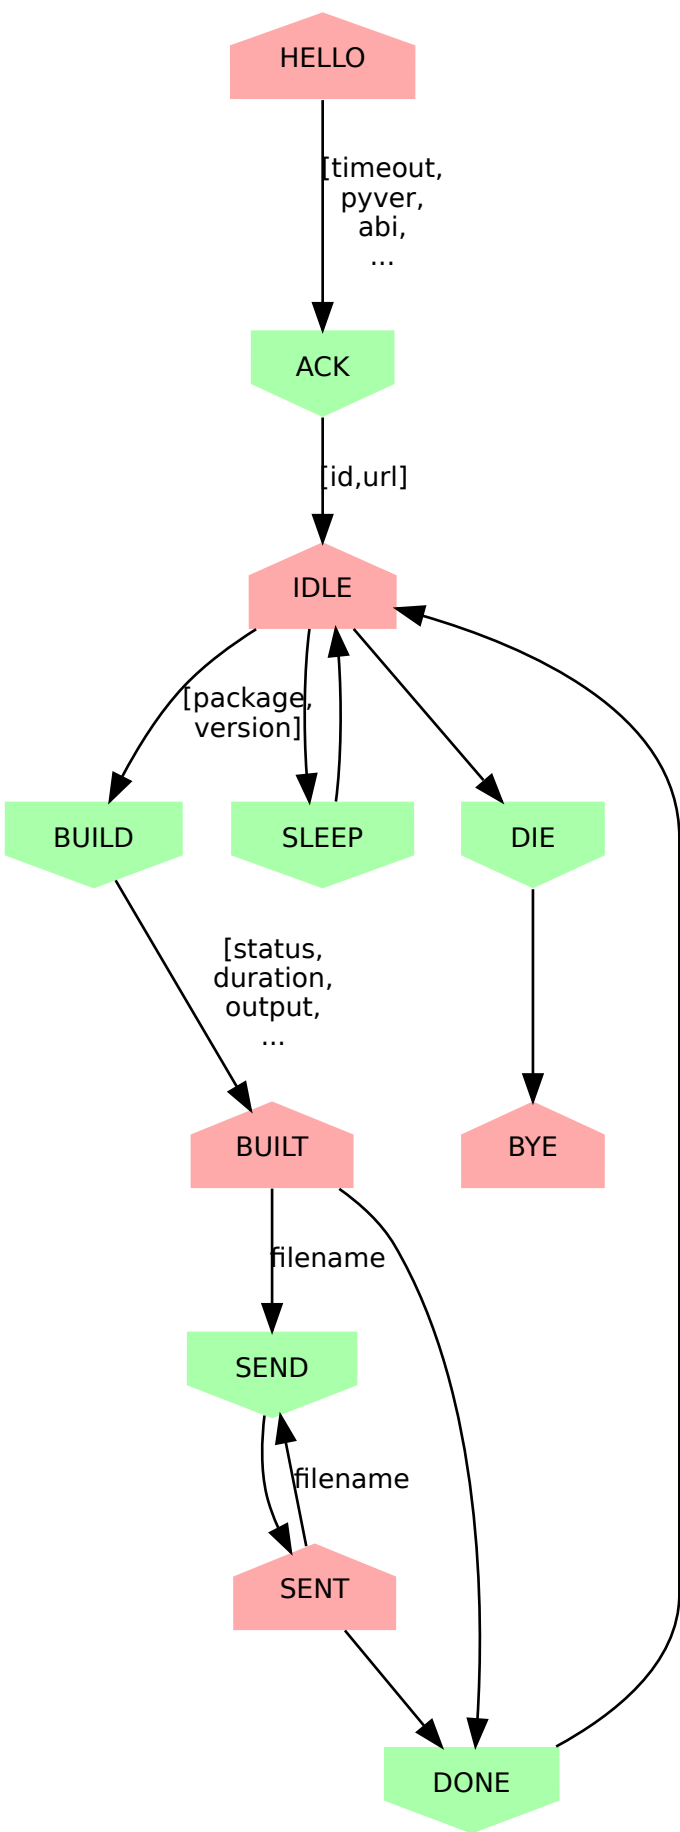 HELLO
[timeout,
pyver,
abi,
...
ACK
[id,url]
IDLE
[package,
version]
BUILD
SLEEP
DIE
[status,
duration,
output,
...
BUILT
BYE
filename
SEND
filename
SENT
DONE